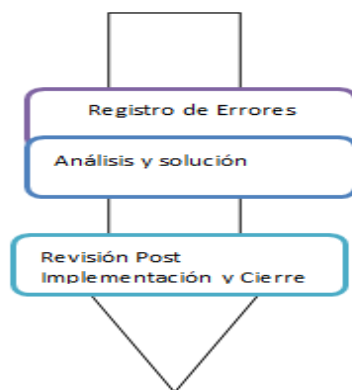 Registro de Errores
Análisis y solución
Revisión Post
Implementación y Cierre